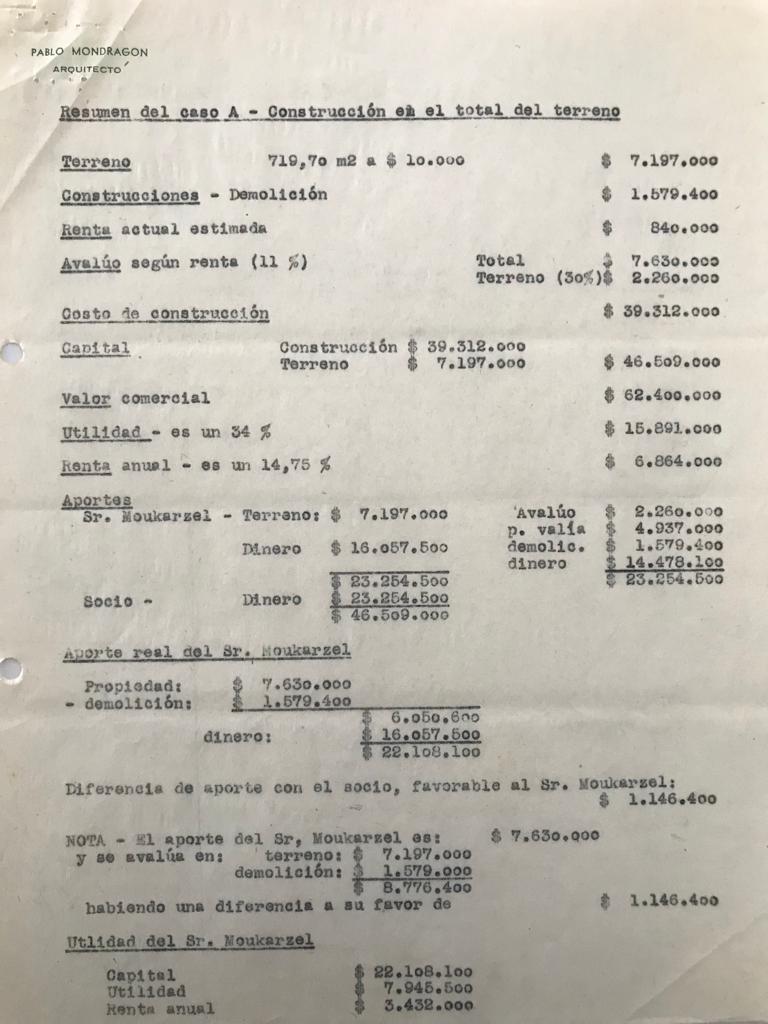 PABLO MONDRAGON
ARQUITECTO
Resumen del caso A - Construcción en el total del terreno
Terreno 719,70 m2 a $ 10.000 $ 7.197.000
Construcciones - Demolición $ 1.579.400
Renta actual estimada $ 840.000
Avalúo según renta (11 %) Total $ 7.630.000
Terreno (30%)$ 2.260.000
Costo de construcción $ 39.312.000
Capital Construcción $ 39.312.000
Terreno $ 7.197.000 $ 46.509.000
Valor comercial $ 62.400.000
Utilidad - es un 34 % $ 15.891.000
Renta anual - es un 14,75 % $ 6.864.000
Aportes
Sr. Moukarzel - Terreno: $ 7.197.000 Avalúo $ 2.260.000
p. valía $ 4.937.000
Dinero $ 16.057.500 demolic. $ 1.579.400
dinero $ 14.478.100
$ 23.254.500 $ 23.254.500
Socio - Dinero $ 23.254.500
$ 46.509.000
Aporte real del Sr. Moukarzel
Propiedad: $ 7.630.000
- demolición: $ 1.579.400
$ 6.050.600
dinero: $ 16.057.500
$ 22.108.100
Diferencia de aporte con el socio, favorable al Sr. Moukarzel:
$ 1.146.400
NOTA - El aporte del Sr, Moukarzel es: $ 7.630.000
y se avalúa en: terreno: $ 7.197.000
demolición: $ 1.579.000
$ 8.776.400
habiendo una diferencia a su favor de $ 1.146.400
Utlidad del Sr. Moukarzel
Capital $ 22.108.100
Utilidad $ 7.945.500
Renta anual $ 3.432.000